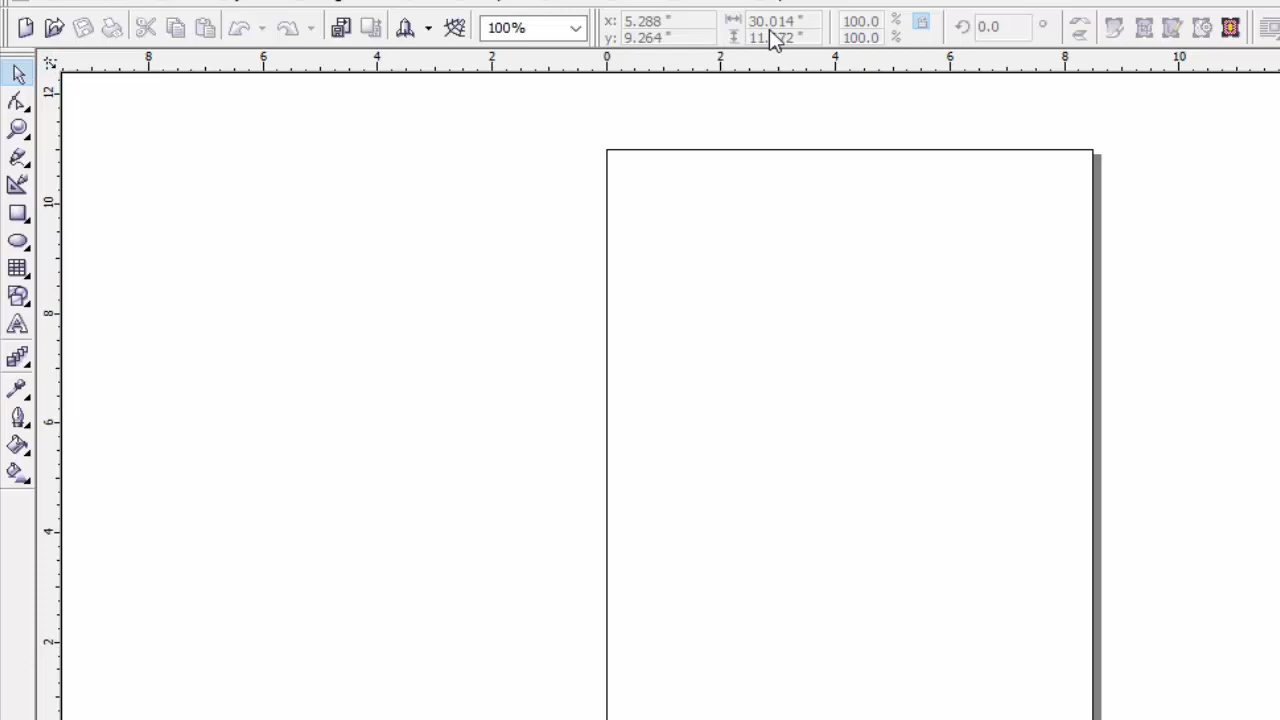 100%
x: 5.288 " 30.014 " 100.0 % 0.0 °
y: 9.264 " 100.0 %
8 6 4 2 0 2 4 6 8 10
12
10
8
6
4
2